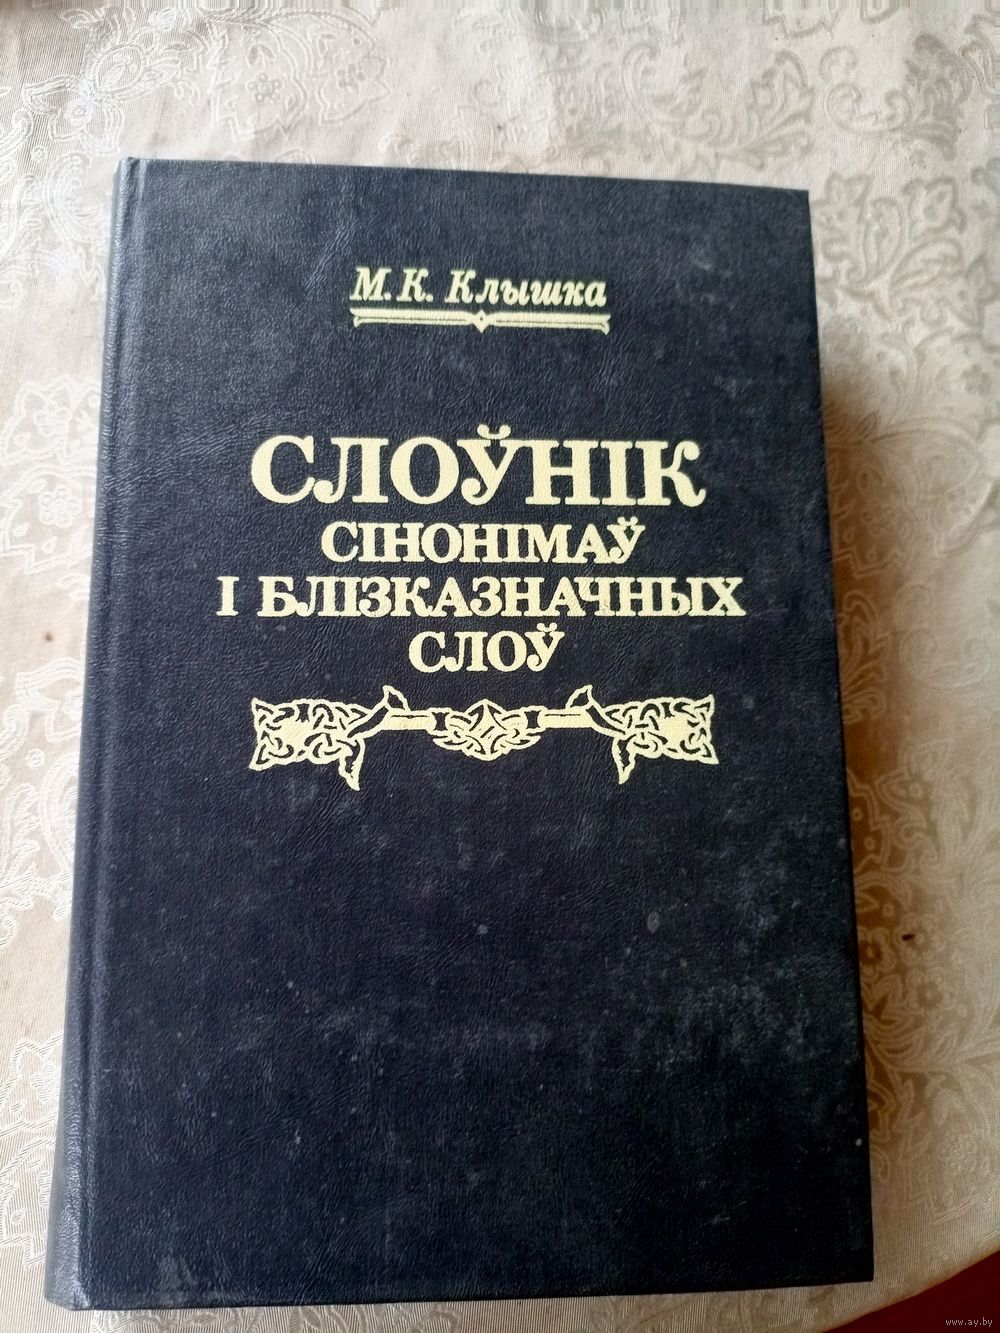 М. К. Клышка
СЛОЎНІК
СІНОНІМАЎ
І БЛІЗКАЗНАЧНЫХ
СЛОЎ
www.ay.by